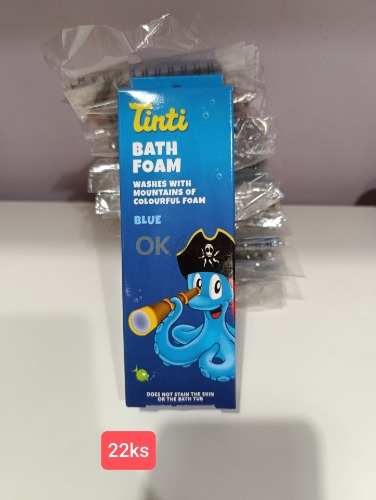 Tinti
BATH
FOAM
WASHES WITH
MOUNTAINS OF
COLOURFUL FOAM
BLUE
OK
DOES NOT STAIN THE SKIN
OR THE BATH TUB
22ks